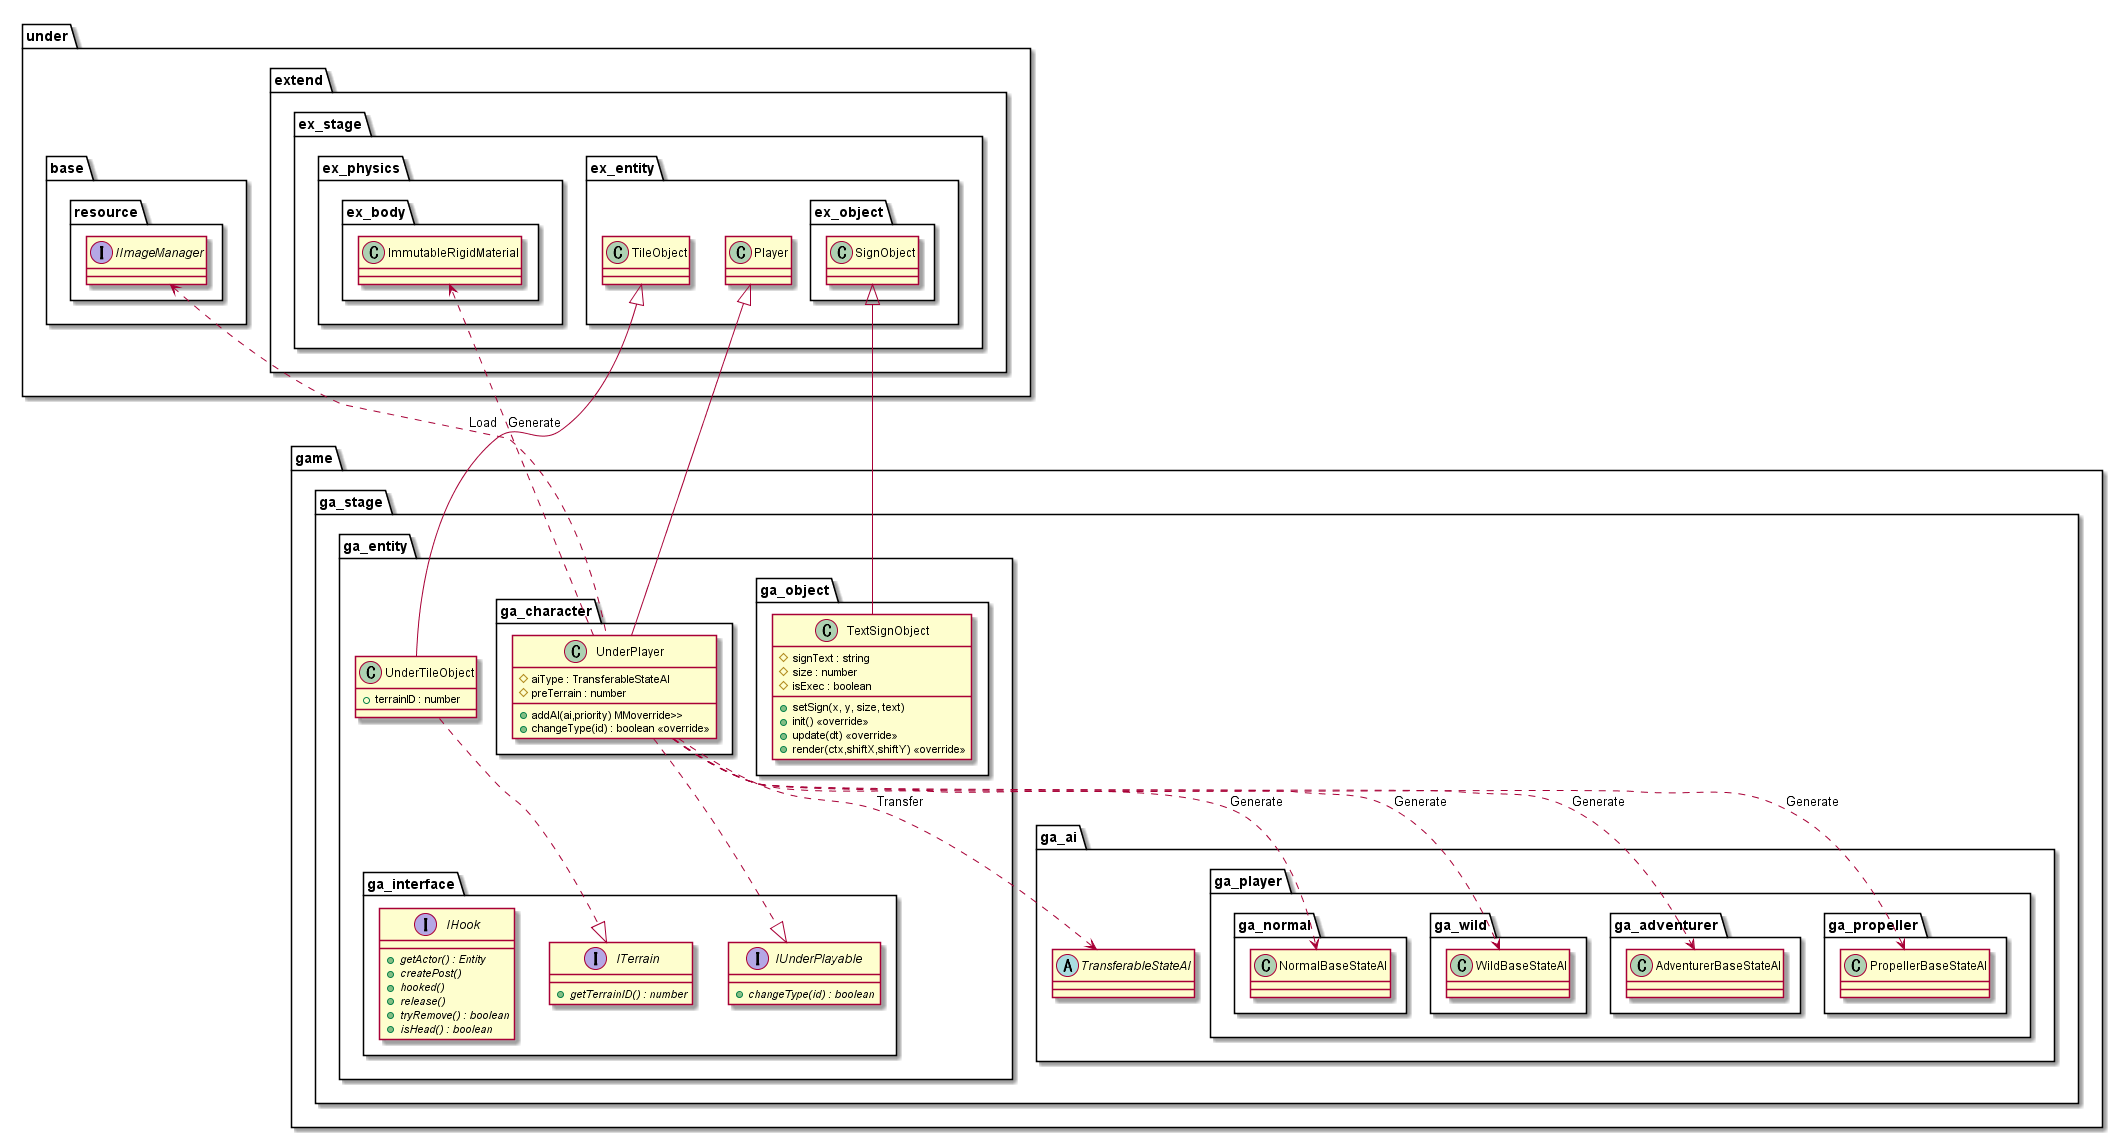 under
extend
ex_stage
base
ex_physics
ex_entity
resource
ex_body
ex_object
I IImageManager
C ImmutableRigidMaterial
C TileObject
C Player
C SignObject
Load
Generate
game
ga_stage
ga_entity
ga_object
ga_character
C TextSignObject
signText : string
size : number
isExec : boolean
setSign(x, y, size, text)
init() «override»
update(dt) «override»
render(ctx,shiftX,shiftY) «override»
C UnderPlayer
aiType : TransferableStateAI
preTerrain : number
addAI(ai,priority) MMoverride>>
changeType(id) : boolean «override»
C UnderTileObject
terrainID : number
Transfer
Generate
Generate
Generate
Generate
ga_ai
ga_interface
ga_player
I IHook
getActor() : Entity
createPost()
hooked()
release()
tryRemove() : boolean
isHead() : boolean
I ITerrain
getTerrainID() : number
I IUnderPlayable
changeType(id) : boolean
A TransferableStateAI
ga_normal
C NormalBaseStateAI
ga_wild
C WildBaseStateAI
ga_adventurer
C AdventurerBaseStateAI
ga_propeller
C PropellerBaseStateAI